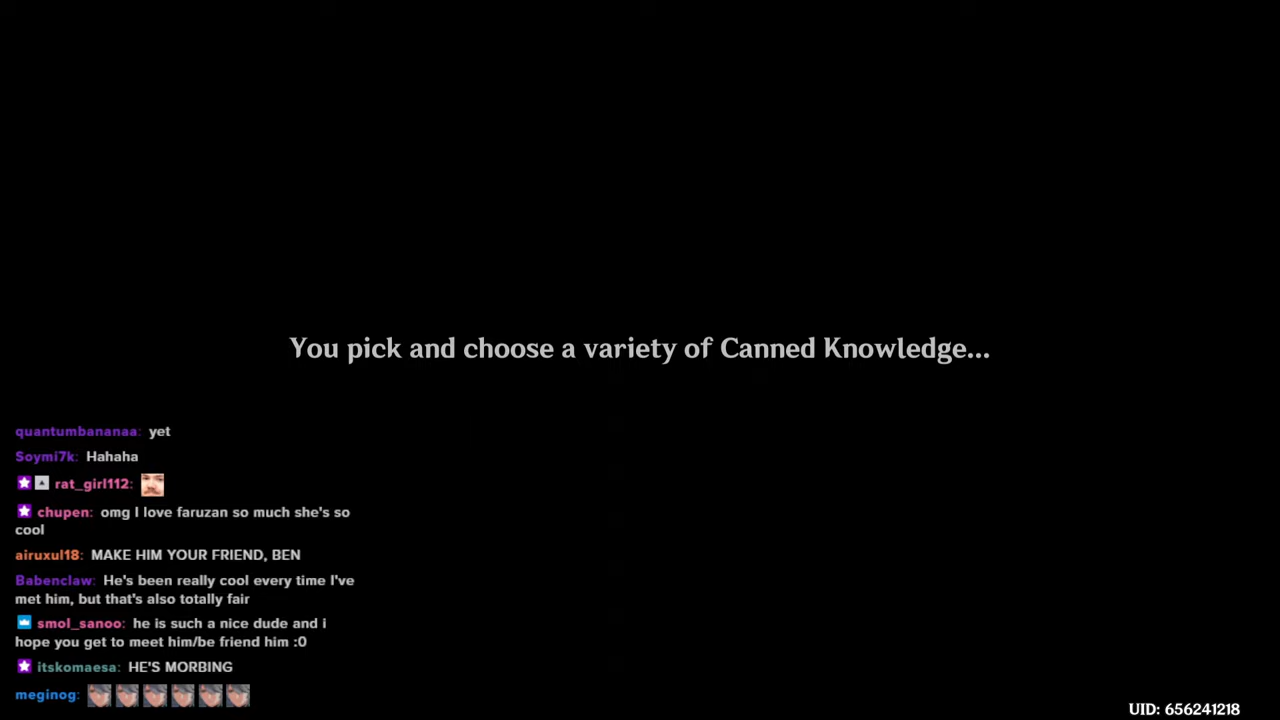 You pick and choose a variety of Canned Knowledge...
quantumbananaa: yet
Soymi7k: Hahaha
rat_girl112:
chupen: omg I love faruzan so much she's so
cool
airuxul18: MAKE HIM YOUR FRIEND, BEN
Babenclaw: He's been really cool every time I've
met him, but that's also totally fair
smol_sanoo: he is such a nice dude and i
hope you get to meet him/be friend him :0
itskomaesa: HE'S MORBING
meginog:
UID: 656241218